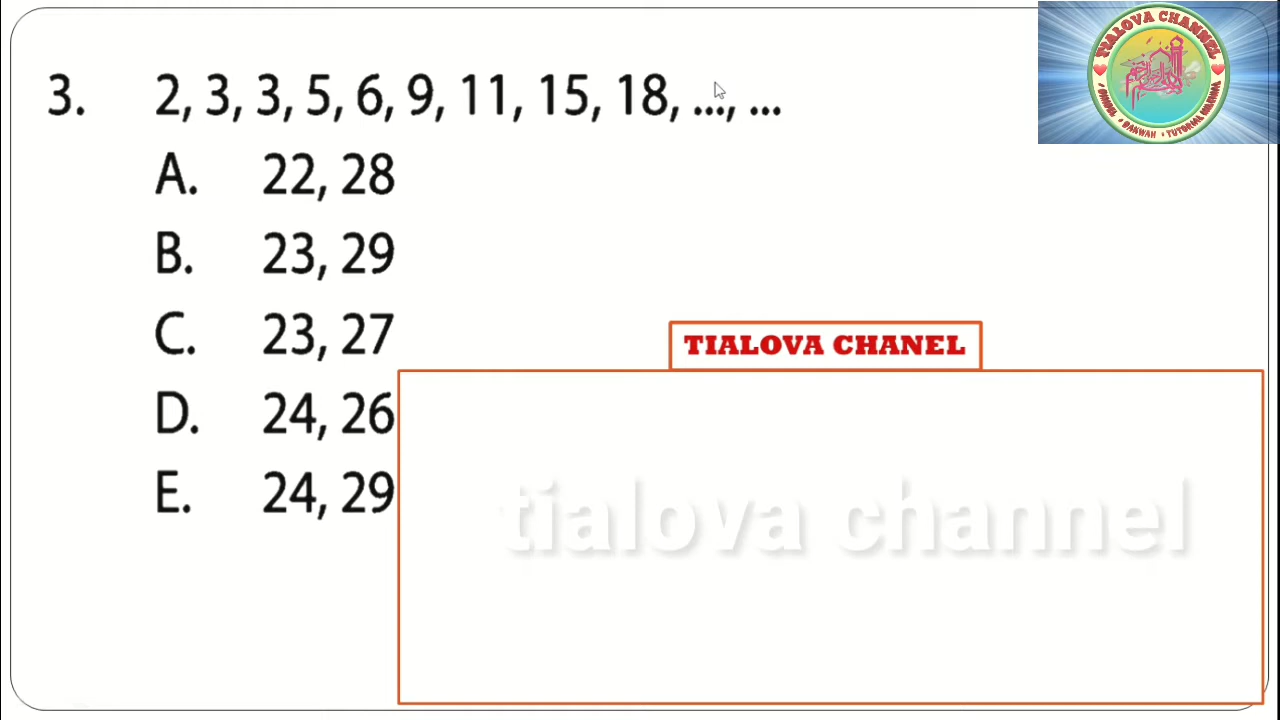 TIALOVA CHANNEL
3. 2, 3, 3, 5, 6, 9, 11, 15, 18, ..., ...
A. 22, 28
B. 23, 29
C. 23, 27
D. 24, 26
E. 24, 29
TIALOVA CHANEL
tialova channel